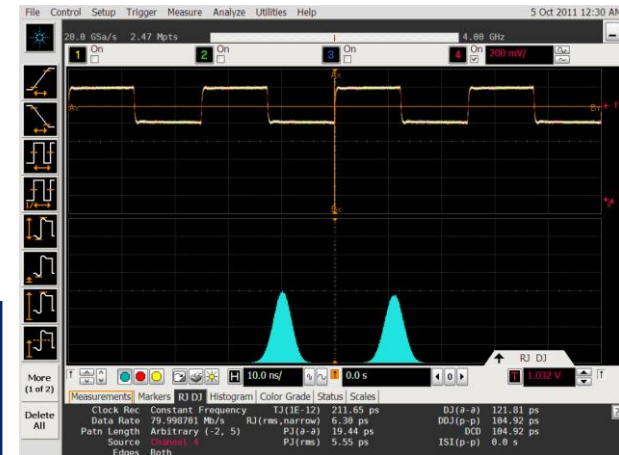 File Control Setup Trigger Measure Analyze Utilities Help 5 Oct 2011 12:30 AM
20.0 GSa/s 2.47 Mpts 4.00 GHz
1 On 2 On 3 On 4 On 200 mV/
More
(1 of 2)
Delete
All
RJ DJ
H 10.0 ns/ 0.0 s 0 T 1.032 V
Measurements Markers RJ DJ Histogram Color Grade Status Scales
Clock Rec Constant Frequency TJ(1E-12) 211.65 ps DJ(∂-∂) 121.81 ps
Data Rate 79.998701 Mb/s RJ(rms,narrow) 6.30 ps DDJ(p-p) 104.92 ps
Patn Length Arbitrary (-2, 5) PJ(∂-∂) 19.44 ps DCD 104.92 ps
Source Channel 4 PJ(rms) 5.55 ps ISI(p-p) 0.0 s
Edges Both